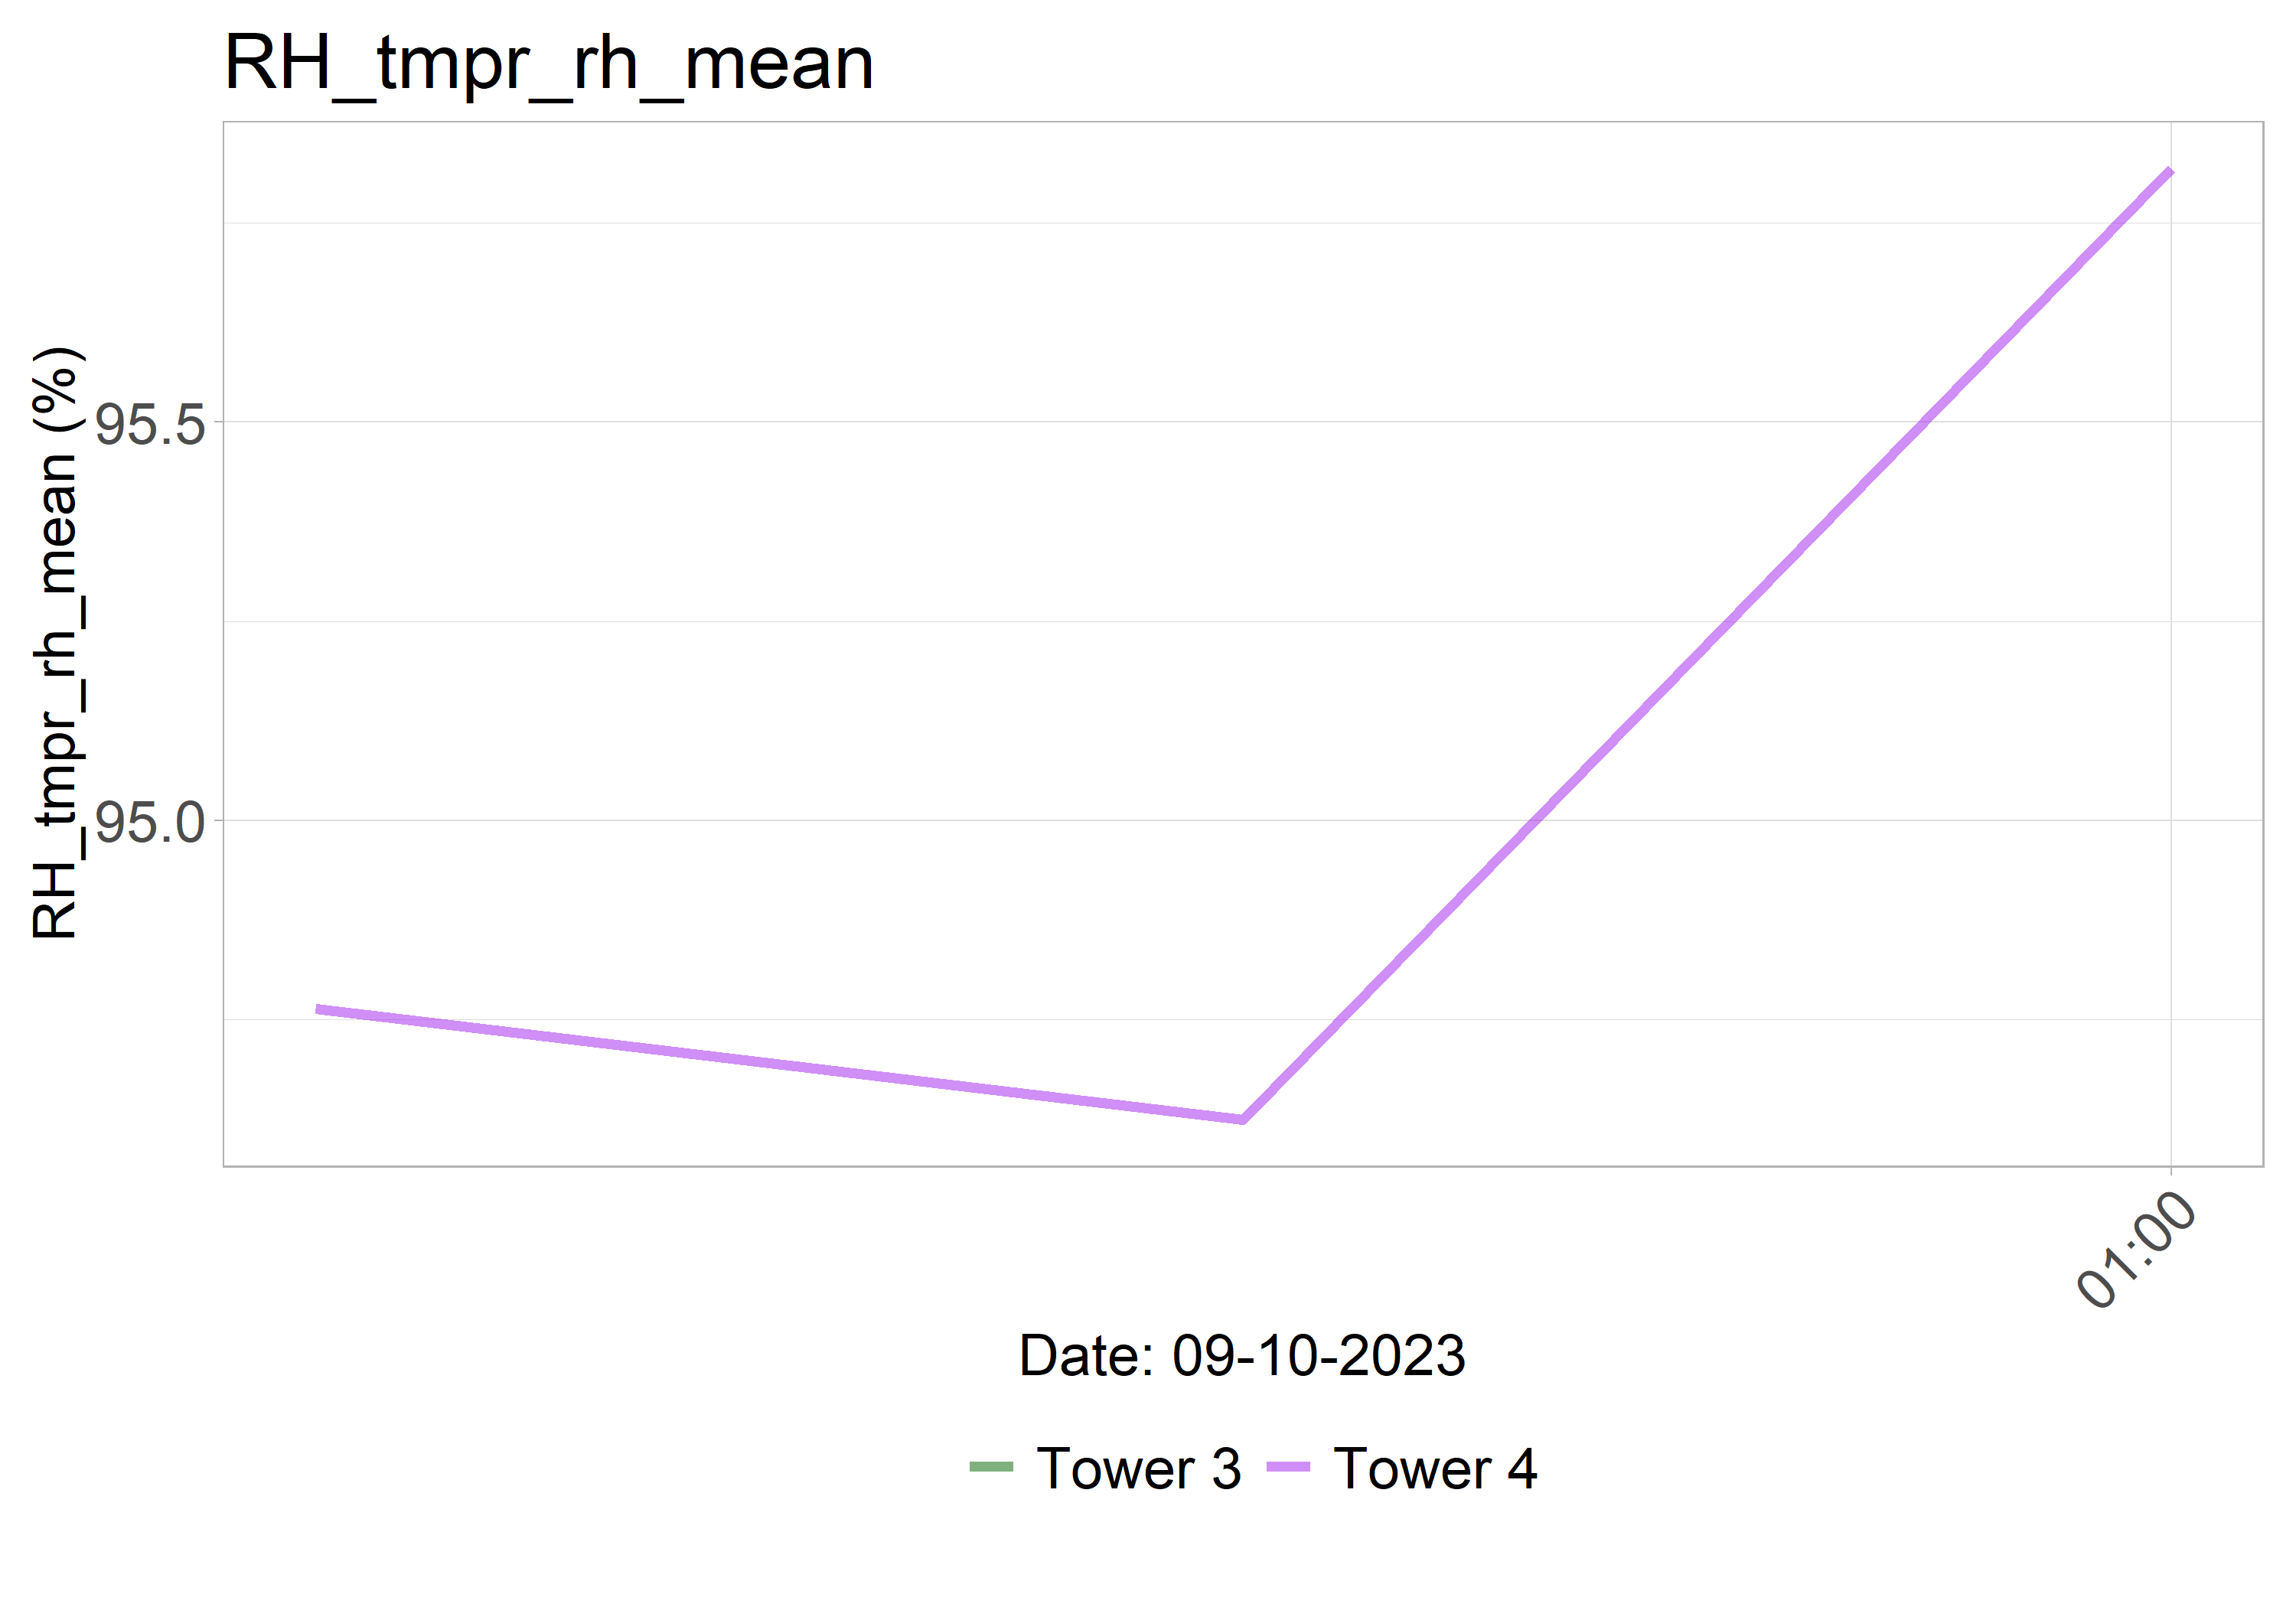 RH_tmpr_rh_mean
RH_tmpr_rh_mean (%)
95.5
95.0
01:00
Date: 09-10-2023
Tower 3 Tower 4